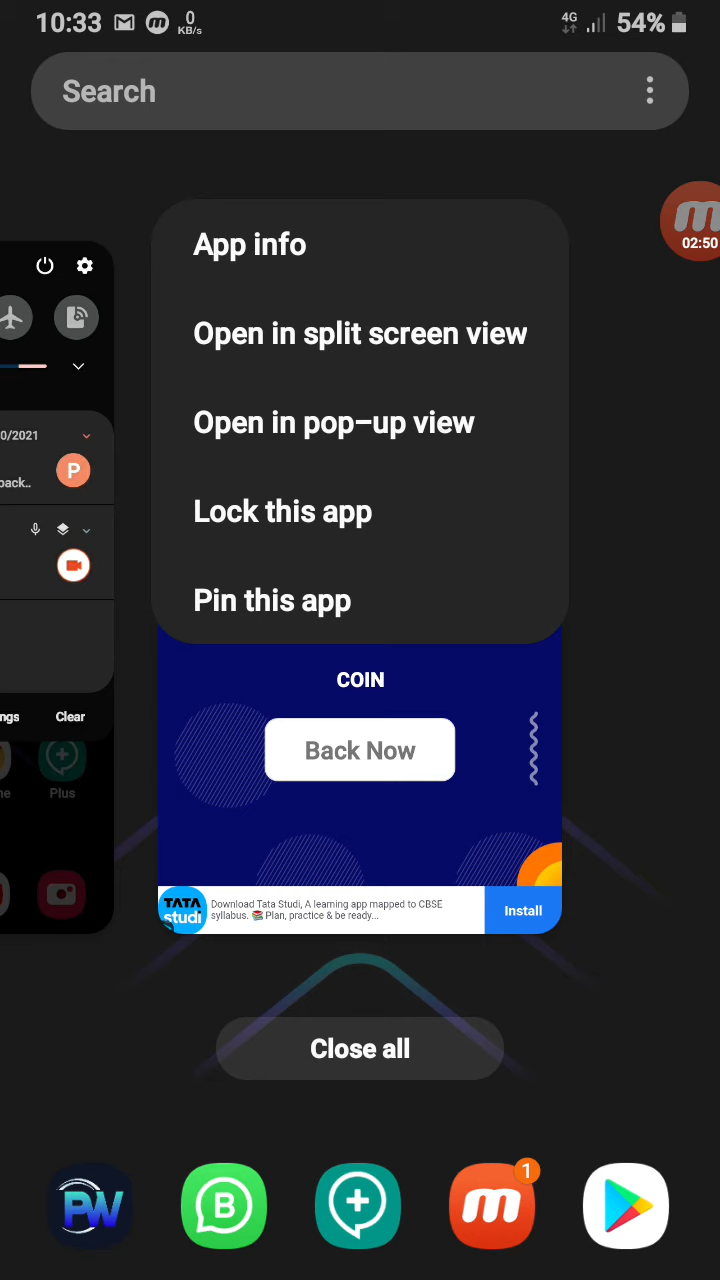 10:33
0
KB/s
4G
54%
Search
02:50
App info
Open in split screen view
Open in pop-up view
Lock this app
Pin this app
0/2021
P
pack..
ngs
Clear
ne
Plus
COIN
Back Now
TATA
studi
Download Tata Studi, A learning app mapped to CBSE
syllabus. 📚 Plan, practice & be ready...
Install
Close all
PW
B
m
1